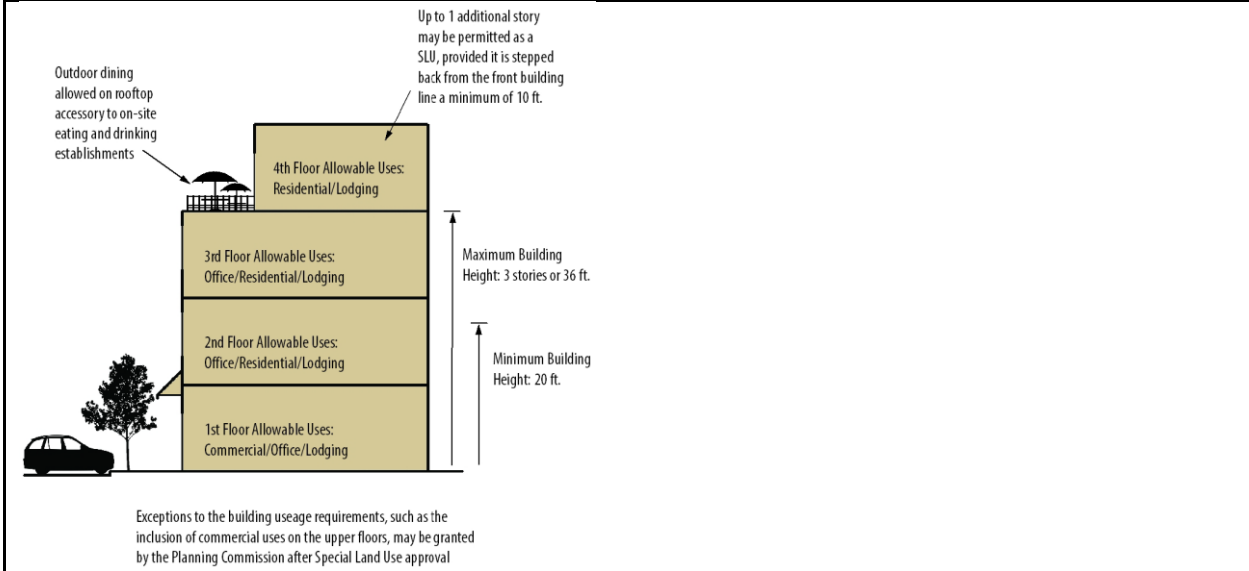 Up to 1 additional story
may be permitted as a
SLU, provided it is stepped
back from the front building
line a minimum of 10 ft.
Outdoor dining
allowed on rooftop
accessory to on-site
eating and drinking
establishments
4th Floor Allowable Uses:
Residential/Lodging
3rd Floor Allowable Uses:
Office/Residential/Lodging
Maximum Building
Height: 3 stories or 36 ft.
2nd Floor Allowable Uses:
Office/Residential/Lodging
Minimum Building
Height: 20 ft.
1st Floor Allowable Uses:
Commercial/Office/Lodging
Exceptions to the building useage requirements, such as the
inclusion of commercial uses on the upper floors, may be granted
by the Planning Commission after Special Land Use approval